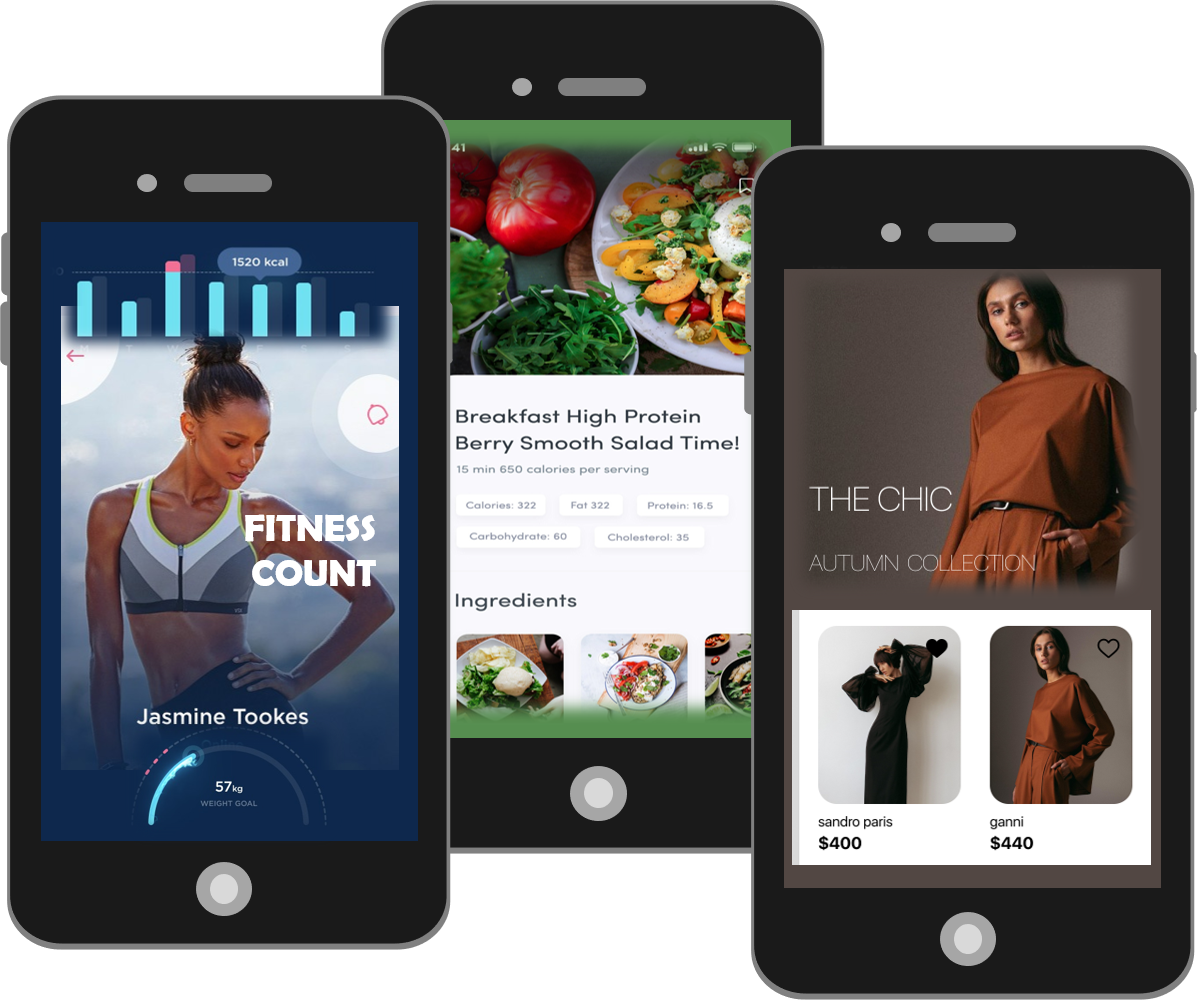 1520 kcal
FITNESS
COUNT
Jasmine Tookes
57kg
WEIGHT GOAL
41
Breakfast High Protein
Berry Smooth Salad Time!
15 min 650 calories per serving
Calories: 322
Fat 322
Protein: 16.5
Carbohydrate: 60
Cholesterol: 35
Ingredients
THE CHIC
AUTUMN COLLECTION
sandro paris
$400
ganni
$440